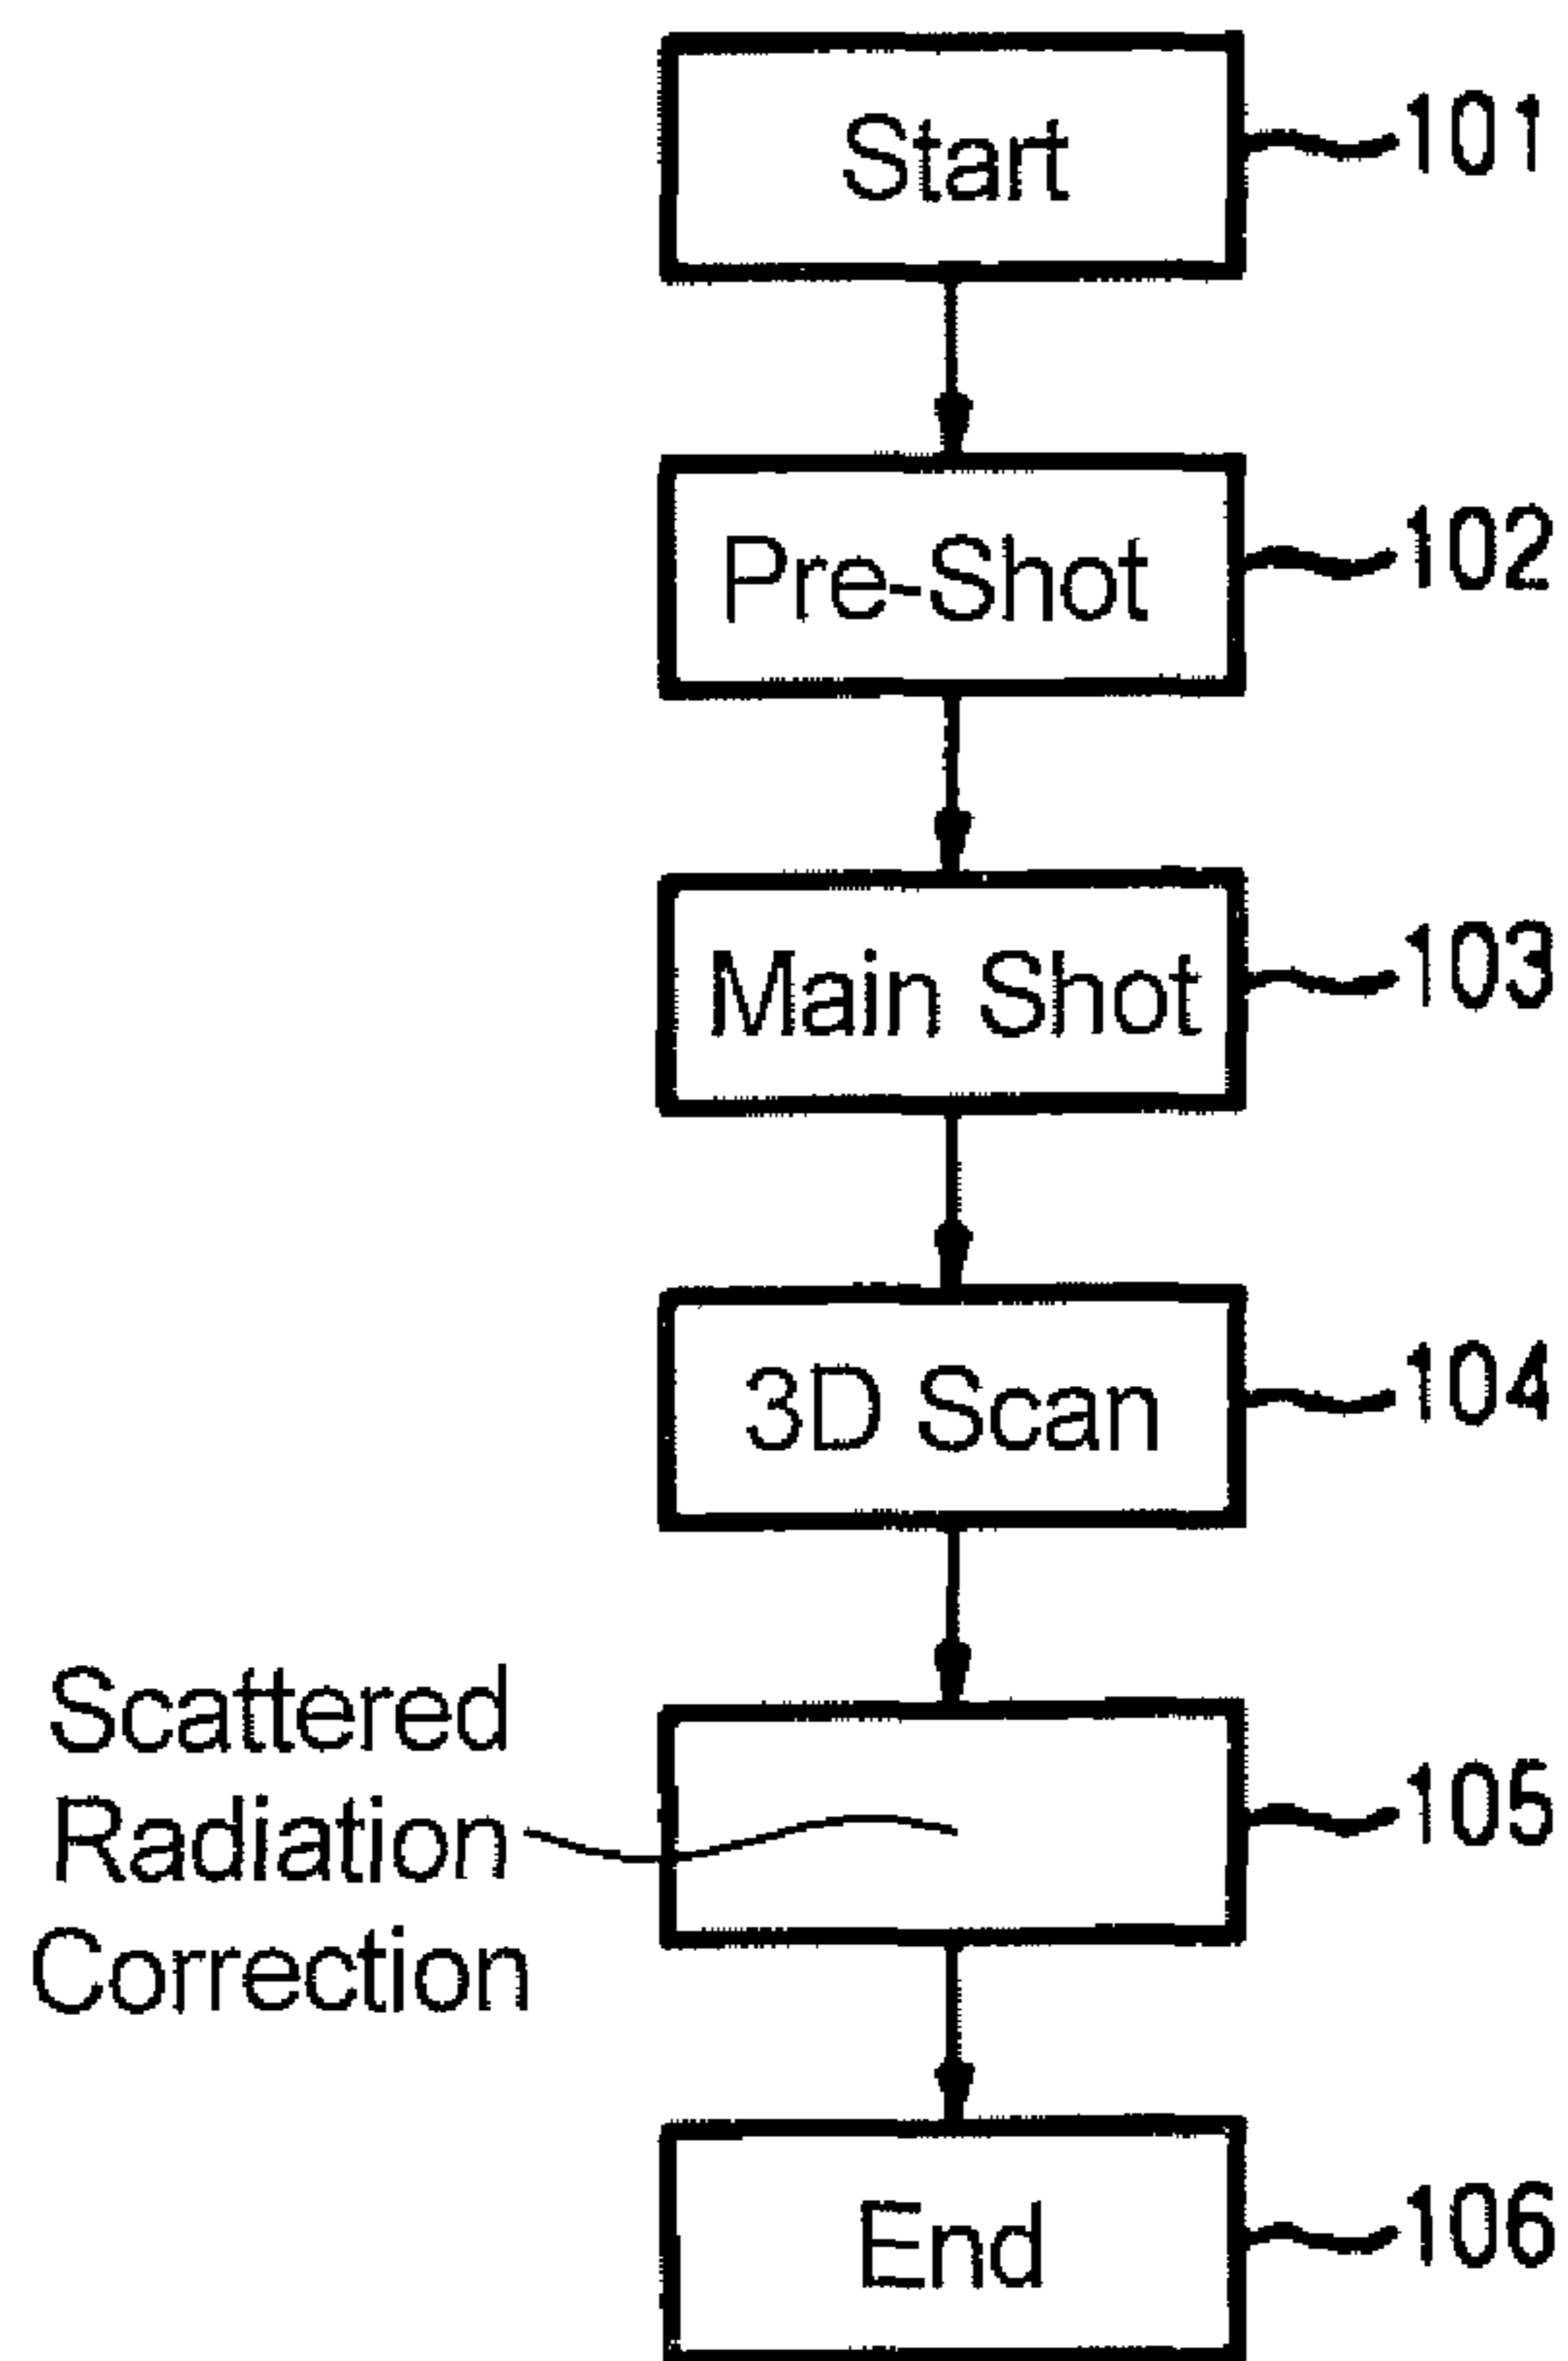 Start
101
Pre-Shot
102
Main Shot
103
3D Scan
104
Scattered
Radiation
Correction
105
End
106